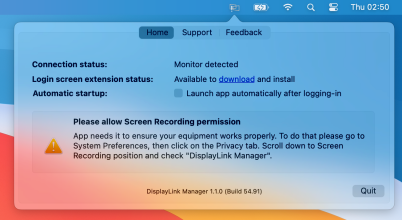 Thu 02:50
Home Support Feedback
Connection status: Monitor detected
Login screen extension status: Available to download and install
Automatic startup: Launch app automatically after logging-in
Please allow Screen Recording permission
App needs it to ensure your equipment works properly. To do that please go to
System Preferences, then click on the Privacy tab. Scroll down to Screen
Recording position and check "DisplayLink Manager".
DisplayLink Manager 1.1.0 (Build 54.91)
Quit